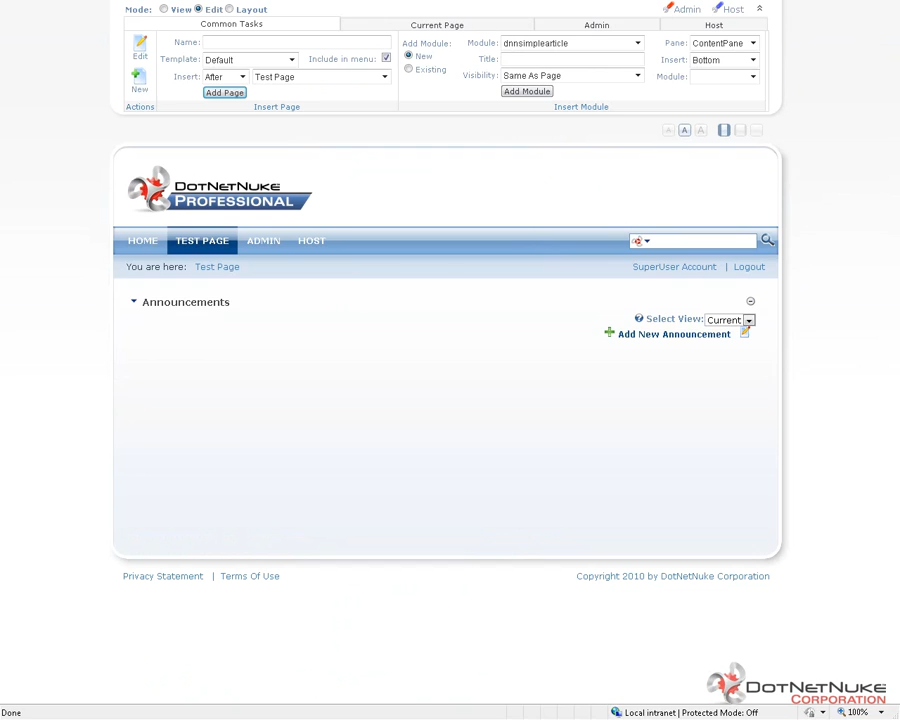 Mode: View Edit Layout Admin Host
Common Tasks Current Page Admin Host
Name: Add Module: Module: dnnsimplearticle Pane: ContentPane
Edit Template: Default Include in menu: New Title: Insert: Bottom
Insert: After Test Page Existing Visibility: Same As Page Module:
New Add Page Add Module
Actions Insert Page Insert Module
A A A
DOTNETNUKE
PROFESSIONAL
HOME TEST PAGE ADMIN HOST
You are here: Test Page SuperUser Account | Logout
Announcements
Select View: Current
Add New Announcement
Privacy Statement | Terms Of Use Copyright 2010 by DotNetNuke Corporation
DOTNETNUKE
CORPORATION
Done Local intranet | Protected Mode: Off 100%